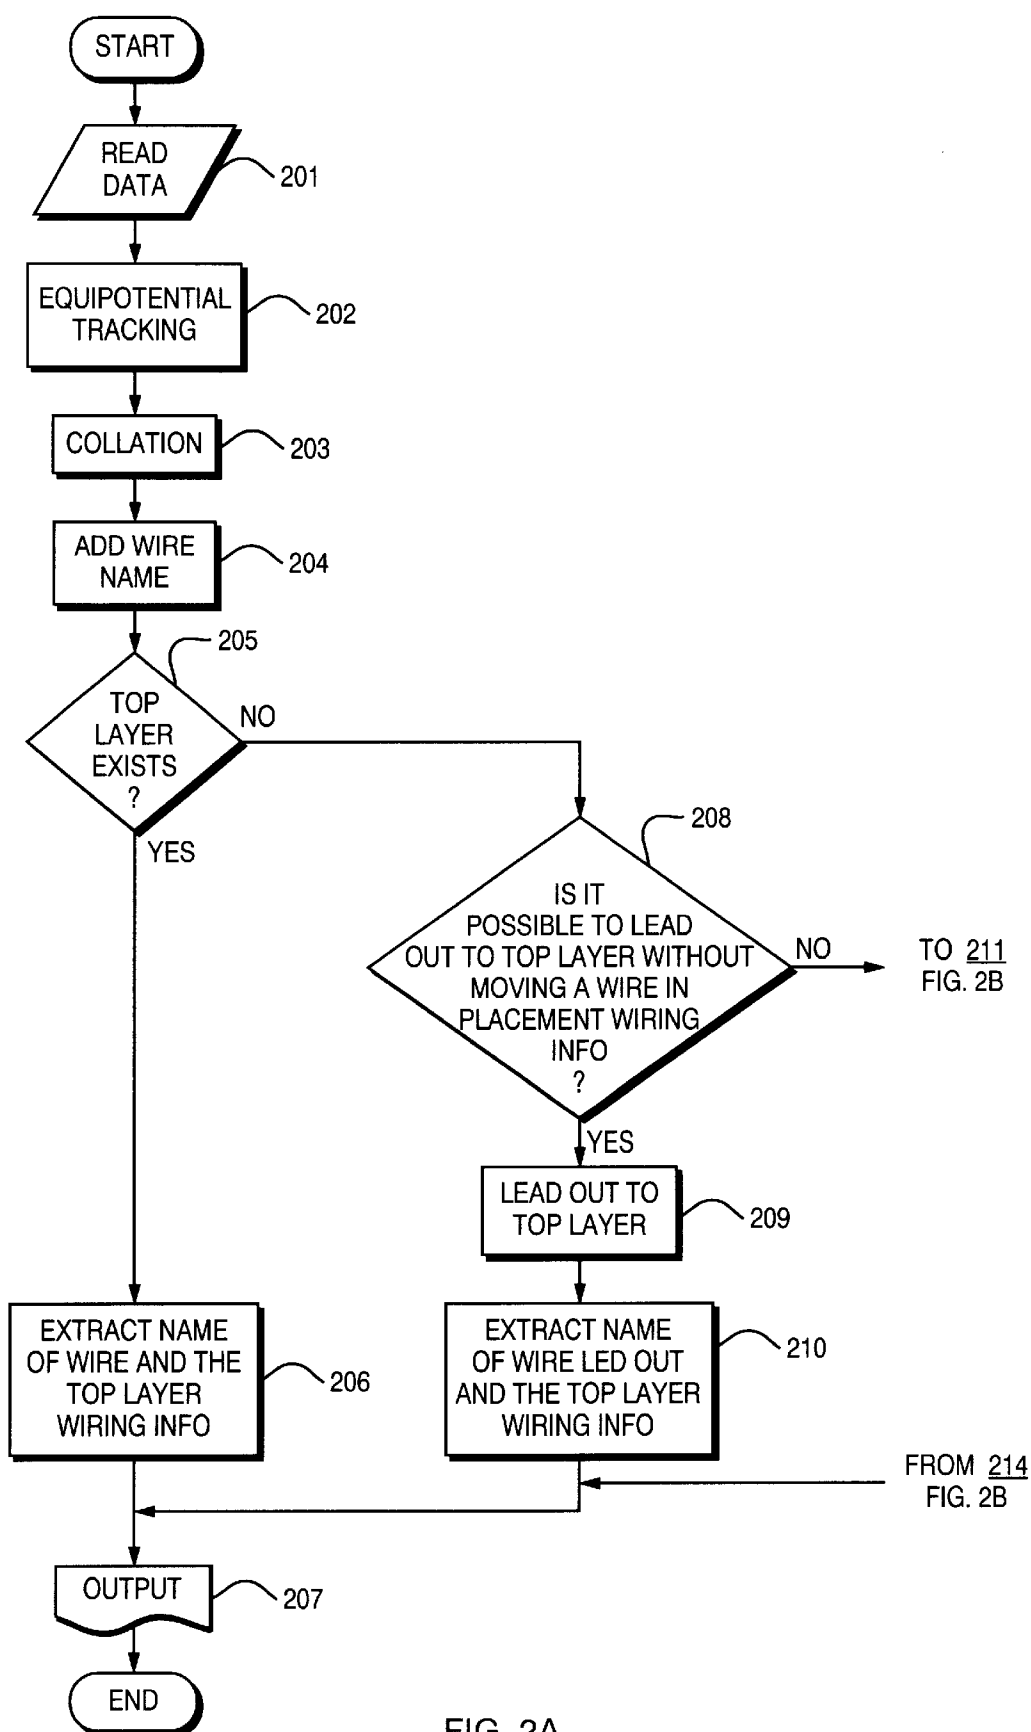 START
READ
DATA
201
EQUIPOTENTIAL
TRACKING
202
COLLATION
203
ADD WIRE
NAME
204
205
TOP
LAYER
EXISTS
?
NO
YES
208
IS IT
POSSIBLE TO LEAD
OUT TO TOP LAYER WITHOUT
MOVING A WIRE IN
PLACEMENT WIRING
INFO
?
NO
TO 211
FIG. 2B
YES
LEAD OUT TO
TOP LAYER
209
EXTRACT NAME
OF WIRE AND THE
TOP LAYER
WIRING INFO
206
EXTRACT NAME
OF WIRE LED OUT
AND THE TOP LAYER
WIRING INFO
210
FROM 214
FIG. 2B
OUTPUT
207
END
FIG. 2A